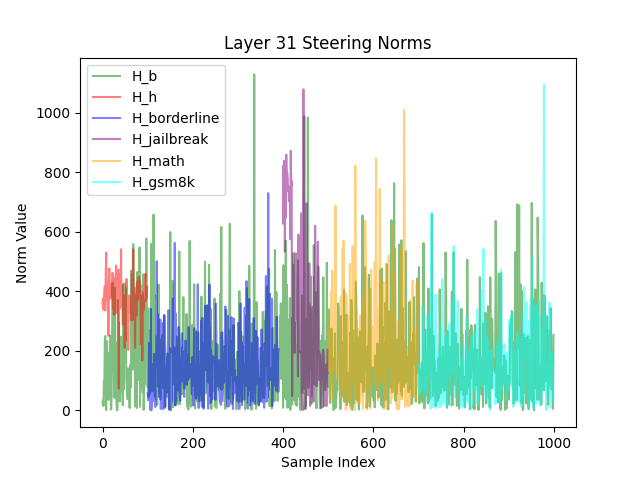 Layer 31 Steering Norms
H_b
H_h
H_borderline
H_jailbreak
H_math
H_gsm8k
Norm Value
1000
800
600
400
200
0
0 200 400 600 800 1000
Sample Index